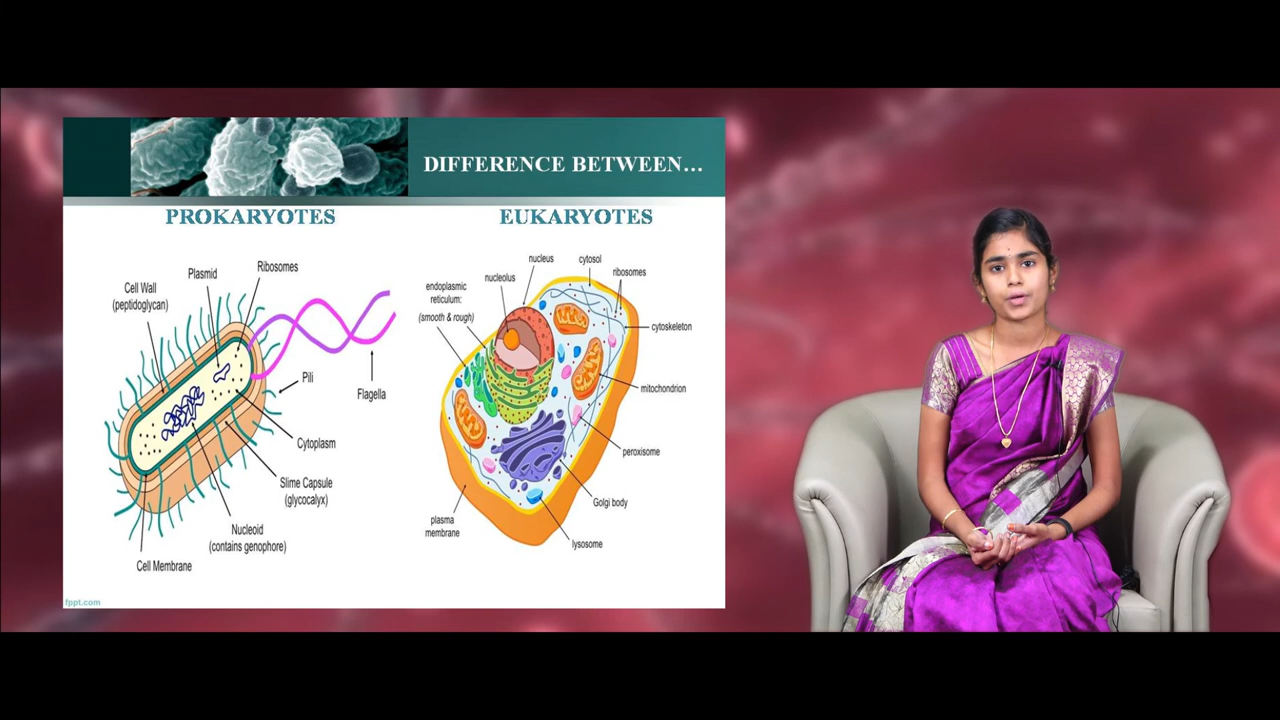 DIFFERENCE BETWEEN...
PROKARYOTES
EUKARYOTES
Plasmid
Ribosomes
Cell Wall
(peptidoglycan)
Pili
Flagella
Cytoplasm
Slime Capsule
(glycocalyx)
Nucleoid
(contains genophore)
Cell Membrane
nucleus
cytosol
nucleolus
ribosomes
endoplasmic
reticulum:
(smooth & rough)
cytoskeleton
mitochondrion
peroxisome
Golgi body
plasma
membrane
lysosome
fppt.com